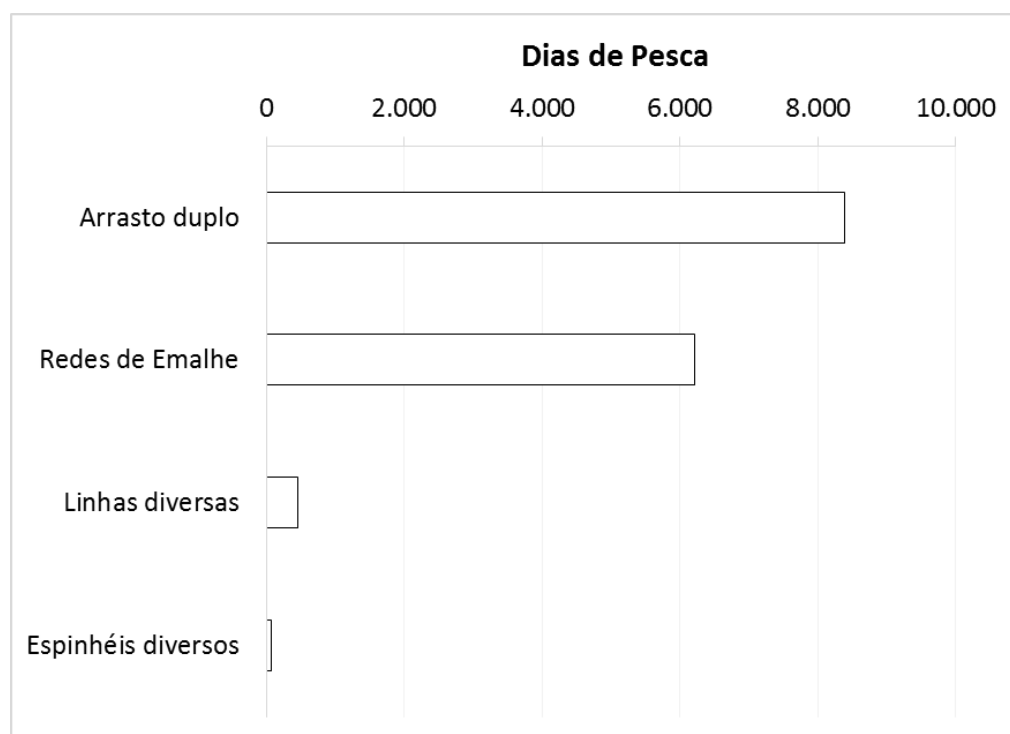 Dias de Pesca
0 2.000 4.000 6.000 8.000 10.000
Arrasto duplo
Redes de Emalhe
Linhas diversas
Espinhéis diversos